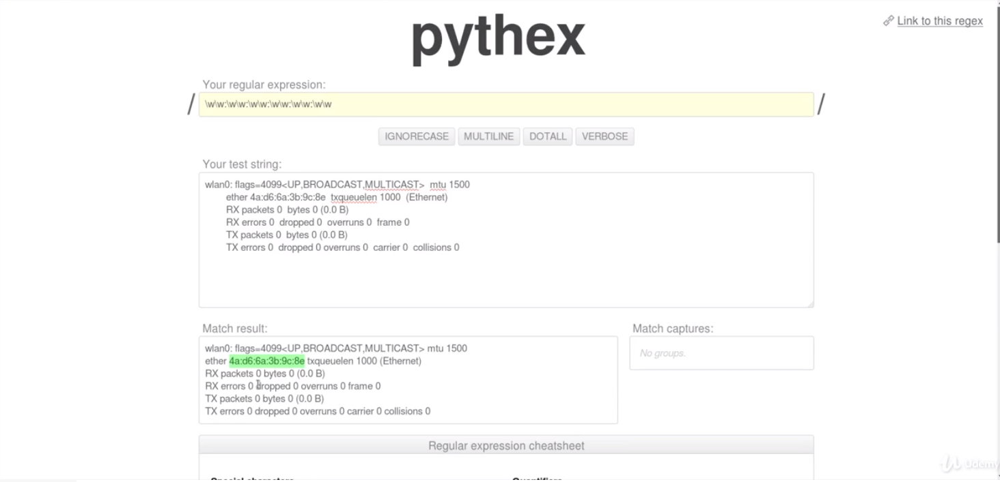 pythex
Link to this regex
Your regular expression:
/ \w\w:\w\w:\w\w:\w\w:\w\w:\w\w /
IGNORECASE MULTILINE DOTALL VERBOSE
Your test string:
wlan0: flags=4099<UP,BROADCAST,MULTICAST>  mtu 1500
ether 4a:d6:6a:3b:9c:8e  txqueuelen 1000  (Ethernet)
RX packets 0  bytes 0 (0.0 B)
RX errors 0  dropped 0  overruns 0  frame 0
TX packets 0  bytes 0 (0.0 B)
TX errors 0  dropped 0 overruns 0  carrier 0  collisions 0
Match result:
wlan0: flags=4099<UP,BROADCAST,MULTICAST> mtu 1500
ether 4a:d6:6a:3b:9c:8e txqueuelen 1000 (Ethernet)
RX packets 0 bytes 0 (0.0 B)
RX errors 0 dropped 0 overruns 0 frame 0
TX packets 0 bytes 0 (0.0 B)
TX errors 0 dropped 0 overruns 0 carrier 0 collisions 0
Match captures:
No groups.
Regular expression cheatsheet
Special characters
Quantifiers
Udemy